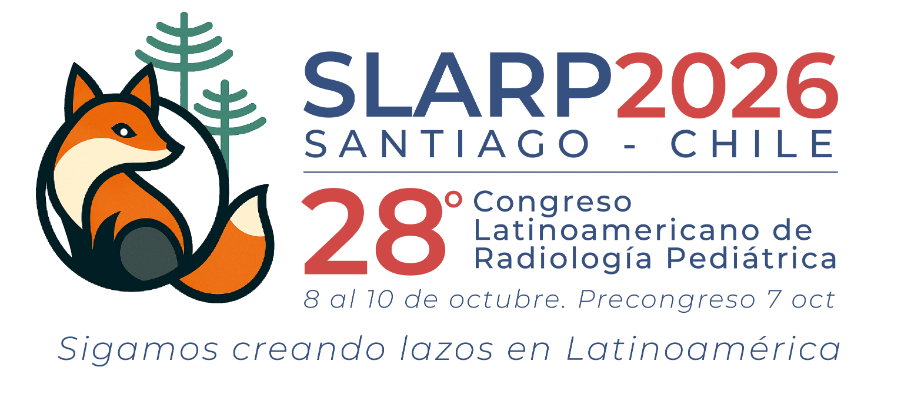 SLARP2026
SANTIAGO - CHILE
28° Congreso
Latinoamericano de
Radiología Pediátrica
8 al 10 de octubre. Precongreso 7 oct
Sigamos creando lazos en Latinoamérica